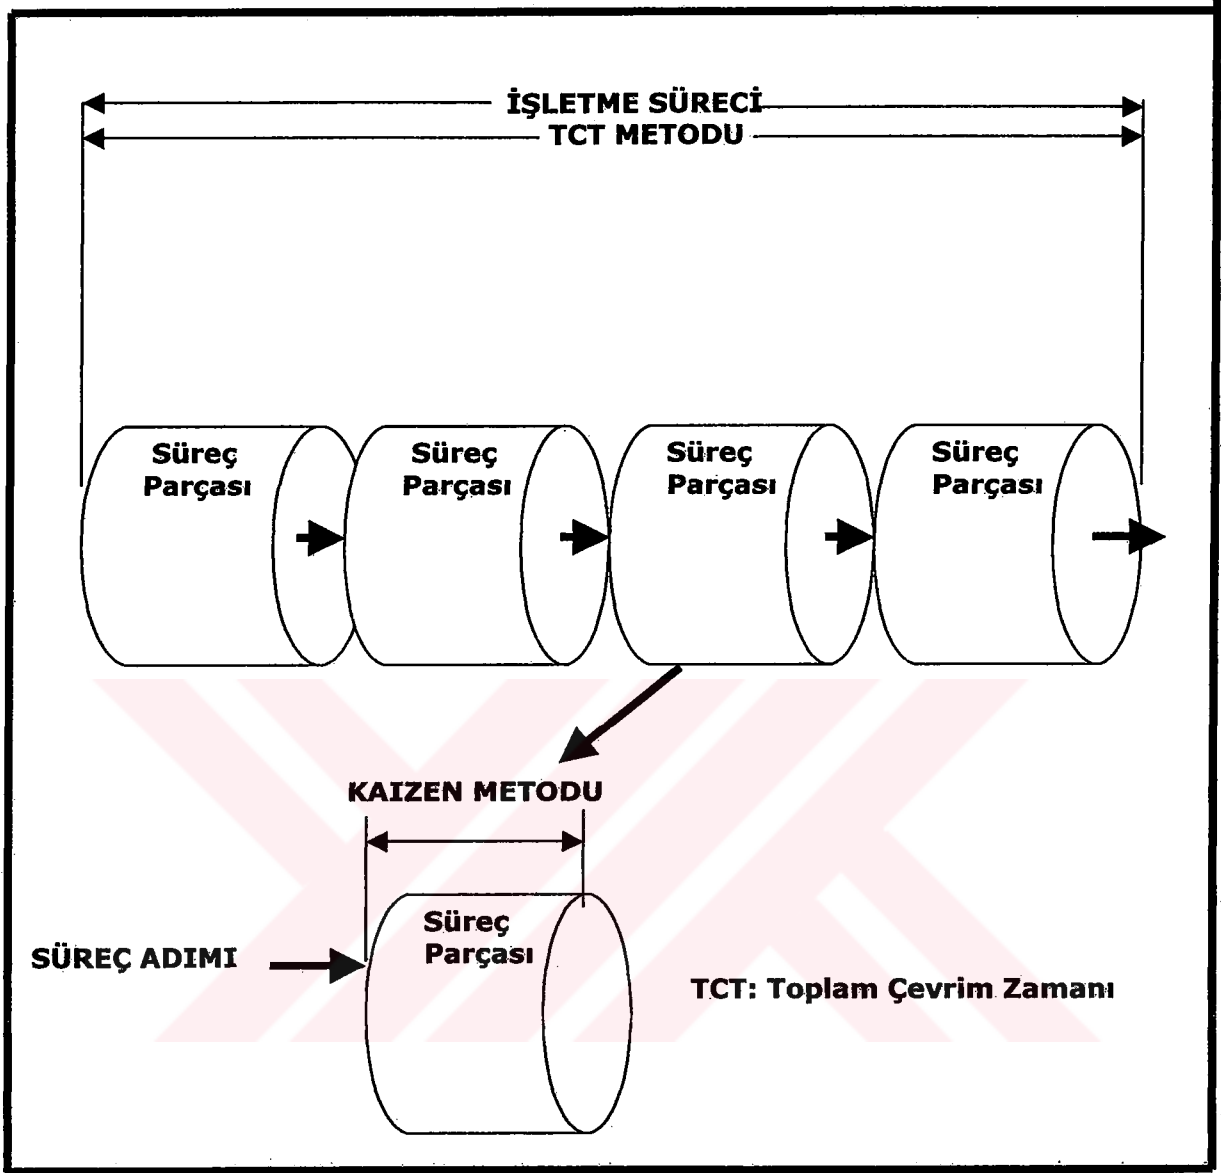 İŞLETME SÜRECİ
TCT METODU
Süreç
Parçası
Süreç
Parçası
Süreç
Parçası
Süreç
Parçası
KAIZEN METODU
Süreç
Parçası
SÜREÇ ADIMI
TCT: Toplam Çevrim Zamanı